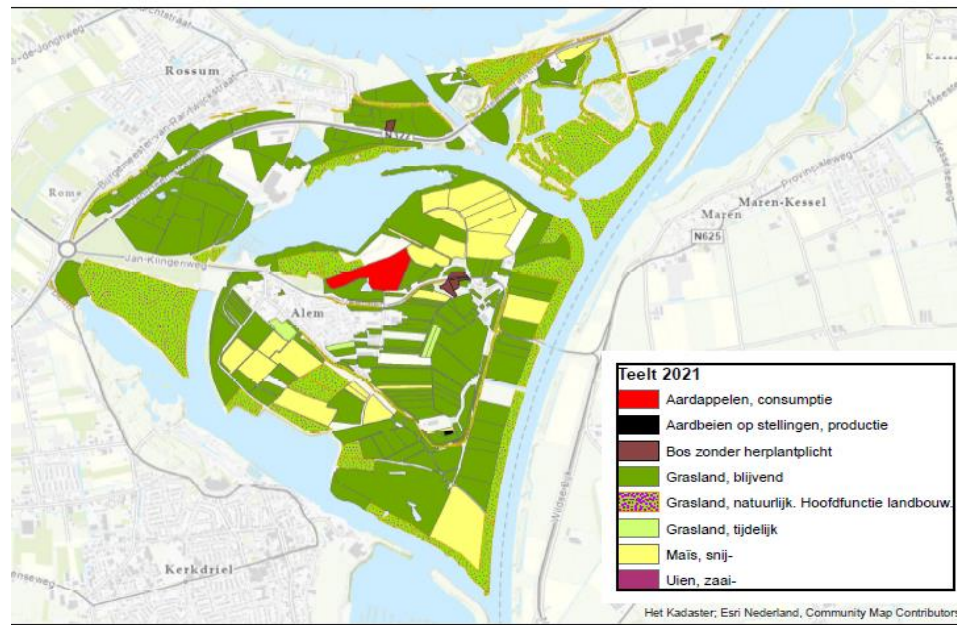 Rossum
Rome
Jan-Klingenweg
Alem
Kerkdriel
Maren
Maren-Kessel
Provincialeweg
N625
Teelt 2021
Aardappelen, consumptie
Aardbeien op stellingen, productie
Bos zonder herplantplicht
Grasland, blijvend
Grasland, natuurlijk. Hoofdfunctie landbouw.
Grasland, tijdelijk
Maïs, snij-
Uien, zaai-
Het Kadaster; Esri Nederland, Community Map Contributors